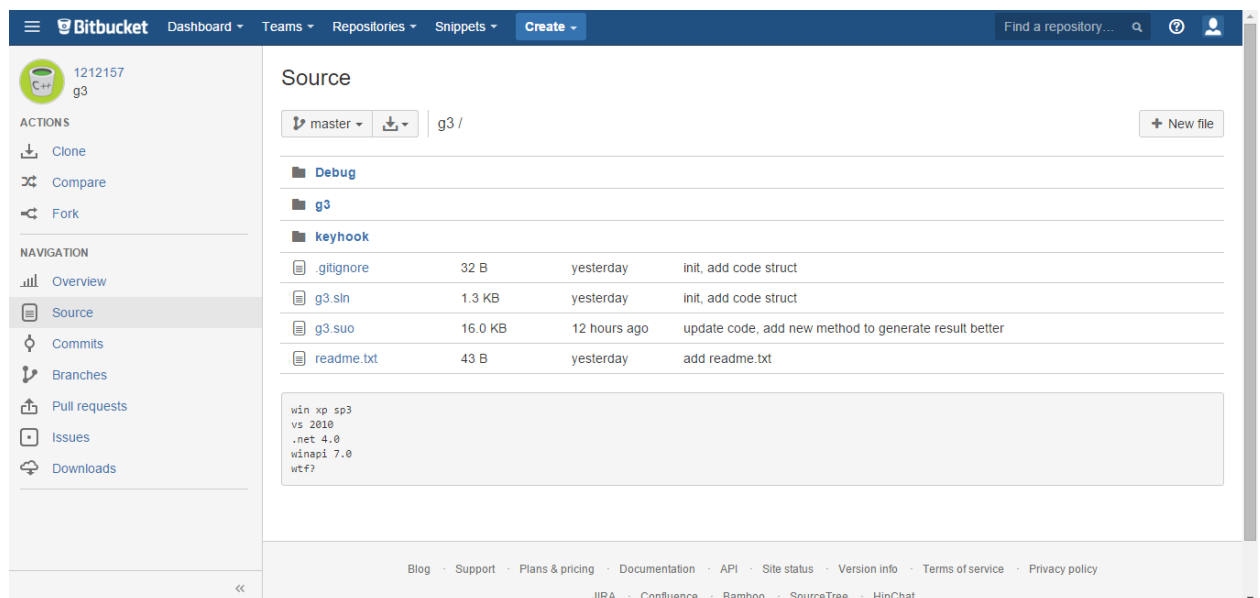 Bitbucket Dashboard Teams Repositories Snippets Create Find a repository...
C++
1212157
g3
ACTIONS
Clone
Compare
Fork
NAVIGATION
Overview
Source
Commits
Branches
Pull requests
Issues
Downloads
«
Source
master g3 / + New file
Debug
g3
keyhook
.gitignore 32 B yesterday init, add code struct
g3.sln 1.3 KB yesterday init, add code struct
g3.suo 16.0 KB 12 hours ago update code, add new method to generate result better
readme.txt 43 B yesterday add readme.txt
win xp sp3
vs 2010
.net 4.0
winapi 7.0
wtf?
Blog · Support · Plans & pricing · Documentation · API · Site status · Version info · Terms of service · Privacy policy
JIRA · Confluence · Bamboo · SourceTree · HipChat